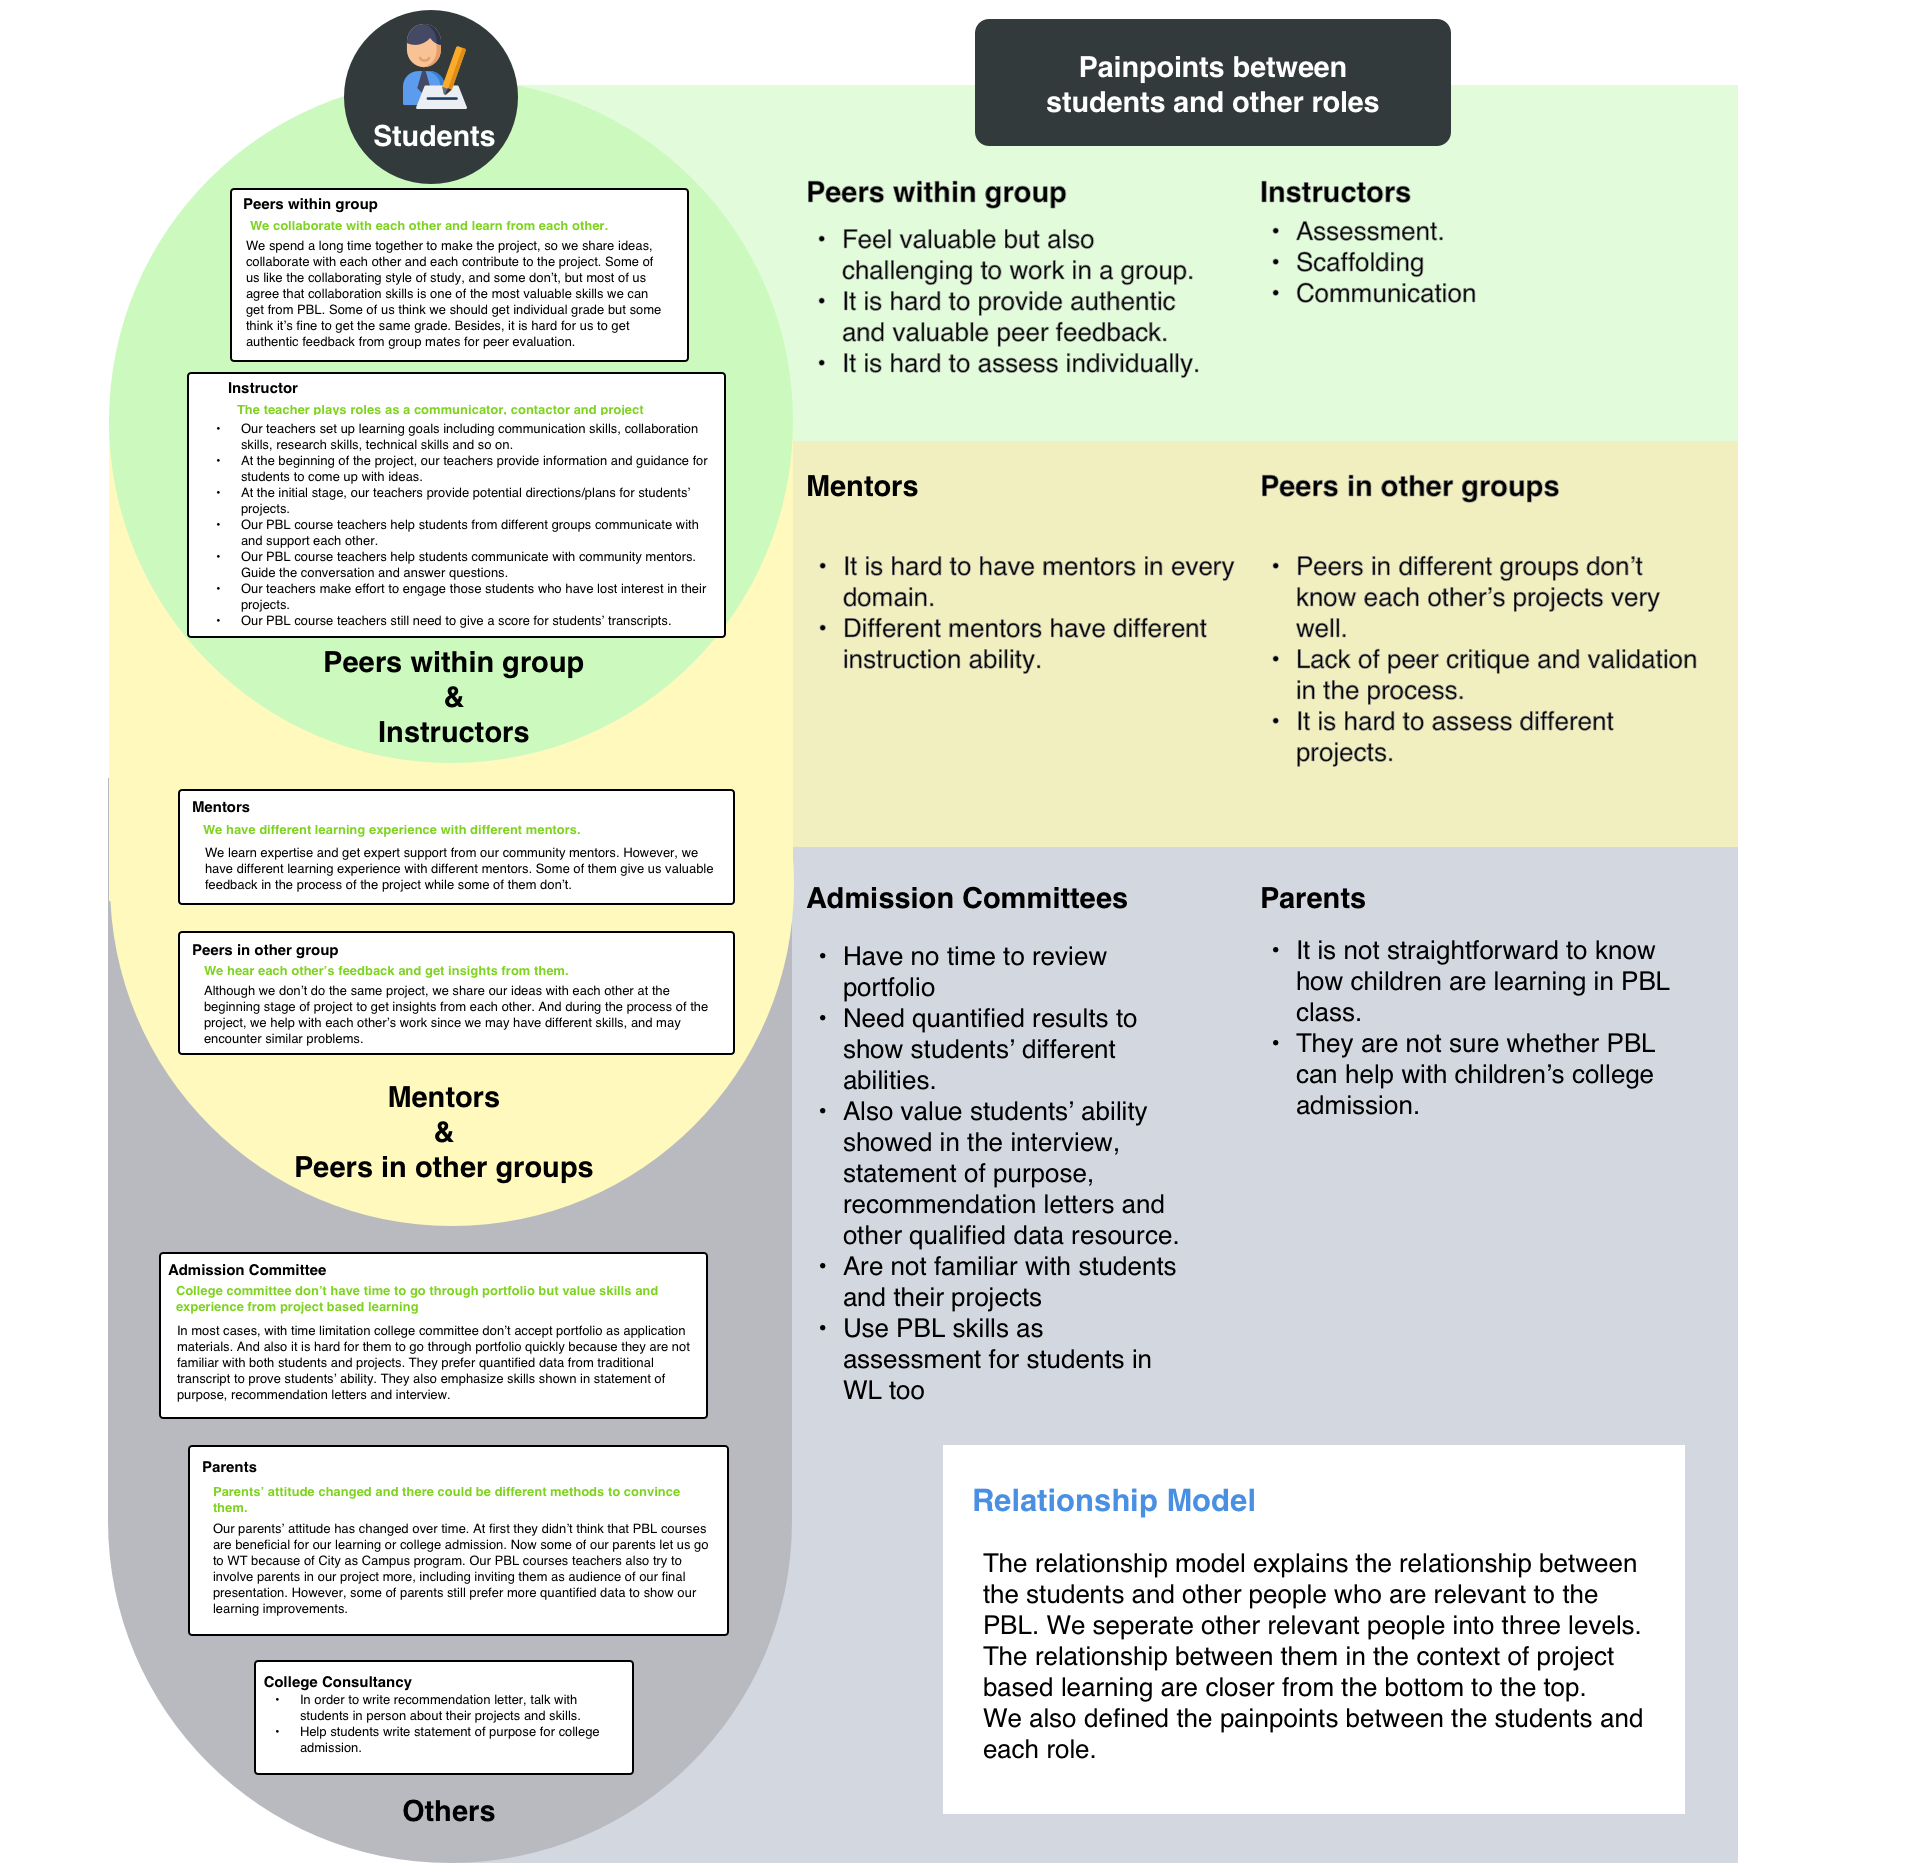 Students
Peers within group
We collaborate with each other and learn from each other.
We spend a long time together to make the project, so we share ideas,
collaborate with each other and each contribute to the project. Some of
us like the collaborating style of study, and some don’t, but most of us
agree that collaboration skills is one of the most valuable skills we can
get from PBL. Some of us think we should get individual grade but some
think it’s fine to get the same grade. Besides, it is hard for us to get
authentic feedback from group mates for peer evaluation.
Instructor
The teacher plays roles as a communicator, contactor and project
• Our teachers set up learning goals including communication skills, collaboration
skills, research skills, technical skills and so on.
• At the beginning of the project, our teachers provide information and guidance for
students to come up with ideas.
• At the initial stage, our teachers provide potential directions/plans for students’
projects.
• Our PBL course teachers help students from different groups communicate with
and support each other.
• Our PBL course teachers help students communicate with community mentors.
Guide the conversation and answer questions.
• Our teachers make effort to engage those students who have lost interest in their
projects.
• Our PBL course teachers still need to give a score for students’ transcripts.
Peers within group
&
Instructors
Mentors
We have different learning experience with different mentors.
We learn expertise and get expert support from our community mentors. However, we
have different learning experience with different mentors. Some of them give us valuable
feedback in the process of the project while some of them don’t.
Peers in other group
We hear each other’s feedback and get insights from them.
Although we don’t do the same project, we share our ideas with each other at the
beginning stage of project to get insights from each other. And during the process of the
project, we help with each other’s work since we may have different skills, and may
encounter similar problems.
Mentors
&
Peers in other groups
Admission Committee
College committee don’t have time to go through portfolio but value skills and
experience from project based learning
In most cases, with time limitation college committee don’t accept portfolio as application
materials. And also it is hard for them to go through portfolio quickly because they are not
familiar with both students and projects. They prefer quantified data from traditional
transcript to prove students’ ability. They also emphasize skills shown in statement of
purpose, recommendation letters and interview.
Parents
Parents’ attitude changed and there could be different methods to convince
them.
Our parents’ attitude has changed over time. At first they didn’t think that PBL courses
are beneficial for our learning or college admission. Now some of our parents let us go
to WT because of City as Campus program. Our PBL courses teachers also try to
involve parents in our project more, including inviting them as audience of our final
presentation. However, some of parents still prefer more quantified data to show our
learning improvements.
College Consultancy
• In order to write recommendation letter, talk with
students in person about their projects and skills.
• Help students write statement of purpose for college
admission.
Others
Painpoints between
students and other roles
Peers within group
• Feel valuable but also
challenging to work in a group.
• It is hard to provide authentic
and valuable peer feedback.
• It is hard to assess individually.
Instructors
• Assessment.
• Scaffolding
• Communication
Mentors
• It is hard to have mentors in every
domain.
• Different mentors have different
instruction ability.
Peers in other groups
• Peers in different groups don’t
know each other’s projects very
well.
• Lack of peer critique and validation
in the process.
• It is hard to assess different
projects.
Admission Committees
• Have no time to review
portfolio
• Need quantified results to
show students’ different
abilities.
• Also value students’ ability
showed in the interview,
statement of purpose,
recommendation letters and
other qualified data resource.
• Are not familiar with students
and their projects
• Use PBL skills as
assessment for students in
WL too
Parents
• It is not straightforward to know
how children are learning in PBL
class.
• They are not sure whether PBL
can help with children’s college
admission.
Relationship Model
The relationship model explains the relationship between
the students and other people who are relevant to the
PBL. We seperate other relevant people into three levels.
The relationship between them in the context of project
based learning are closer from the bottom to the top.
We also defined the painpoints between the students and
each role.